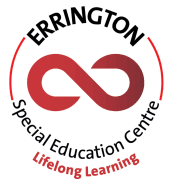 ERRINGTON
Special Education Centre
Lifelong Learning